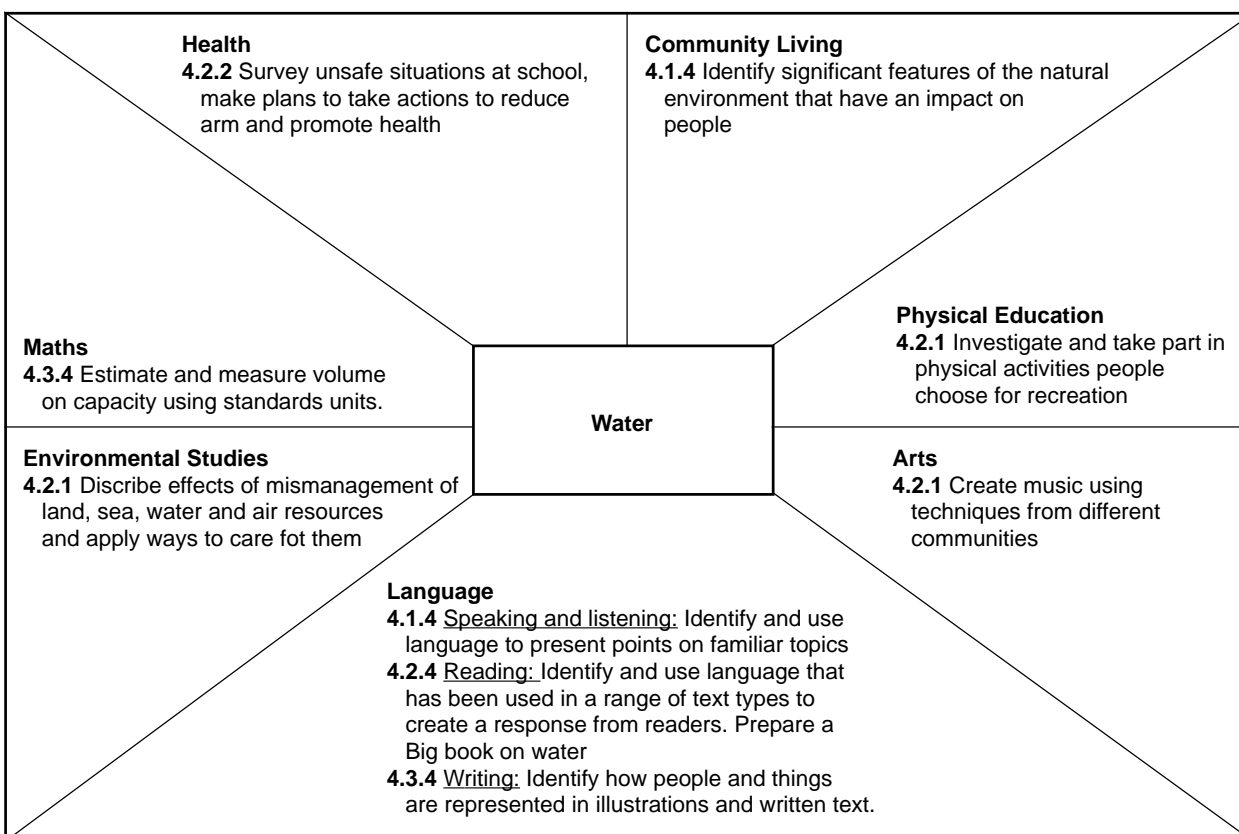 Health
4.2.2 Survey unsafe situations at school,
make plans to take actions to reduce
arm and promote health
Community Living
4.1.4 Identify significant features of the natural
environment that have an impact on
people
Maths
4.3.4 Estimate and measure volume
on capacity using standards units.
Water
Physical Education
4.2.1 Investigate and take part in
physical activities people
choose for recreation
Environmental Studies
4.2.1 Discribe effects of mismanagement of
land, sea, water and air resources
and apply ways to care fot them
Arts
4.2.1 Create music using
techniques from different
communities
Language
4.1.4 Speaking and listening: Identify and use
language to present points on familiar topics
4.2.4 Reading: Identify and use language that
has been used in a range of text types to
create a response from readers. Prepare a
Big book on water
4.3.4 Writing: Identify how people and things
are represented in illustrations and written text.